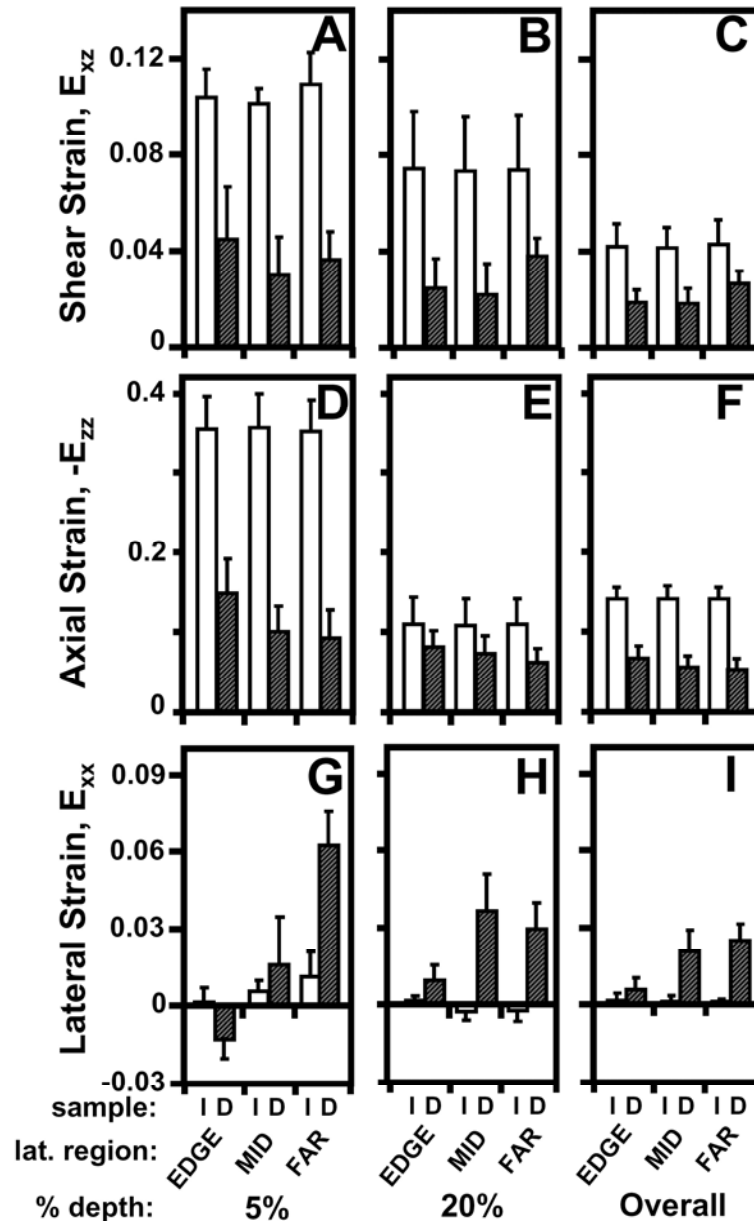 A B C
Shear Strain, Exz
0.12
0.08
0.04
0
D E F
Axial Strain, -Ezz
0.4
0.2
0
G H I
Lateral Strain, Exx
0.09
0.06
0.03
0
-0.03
sample: I D I D I D I D I D I D I D I D I D
lat. region: EDGE MID FAR EDGE MID FAR EDGE MID FAR
% depth: 5% 20% Overall